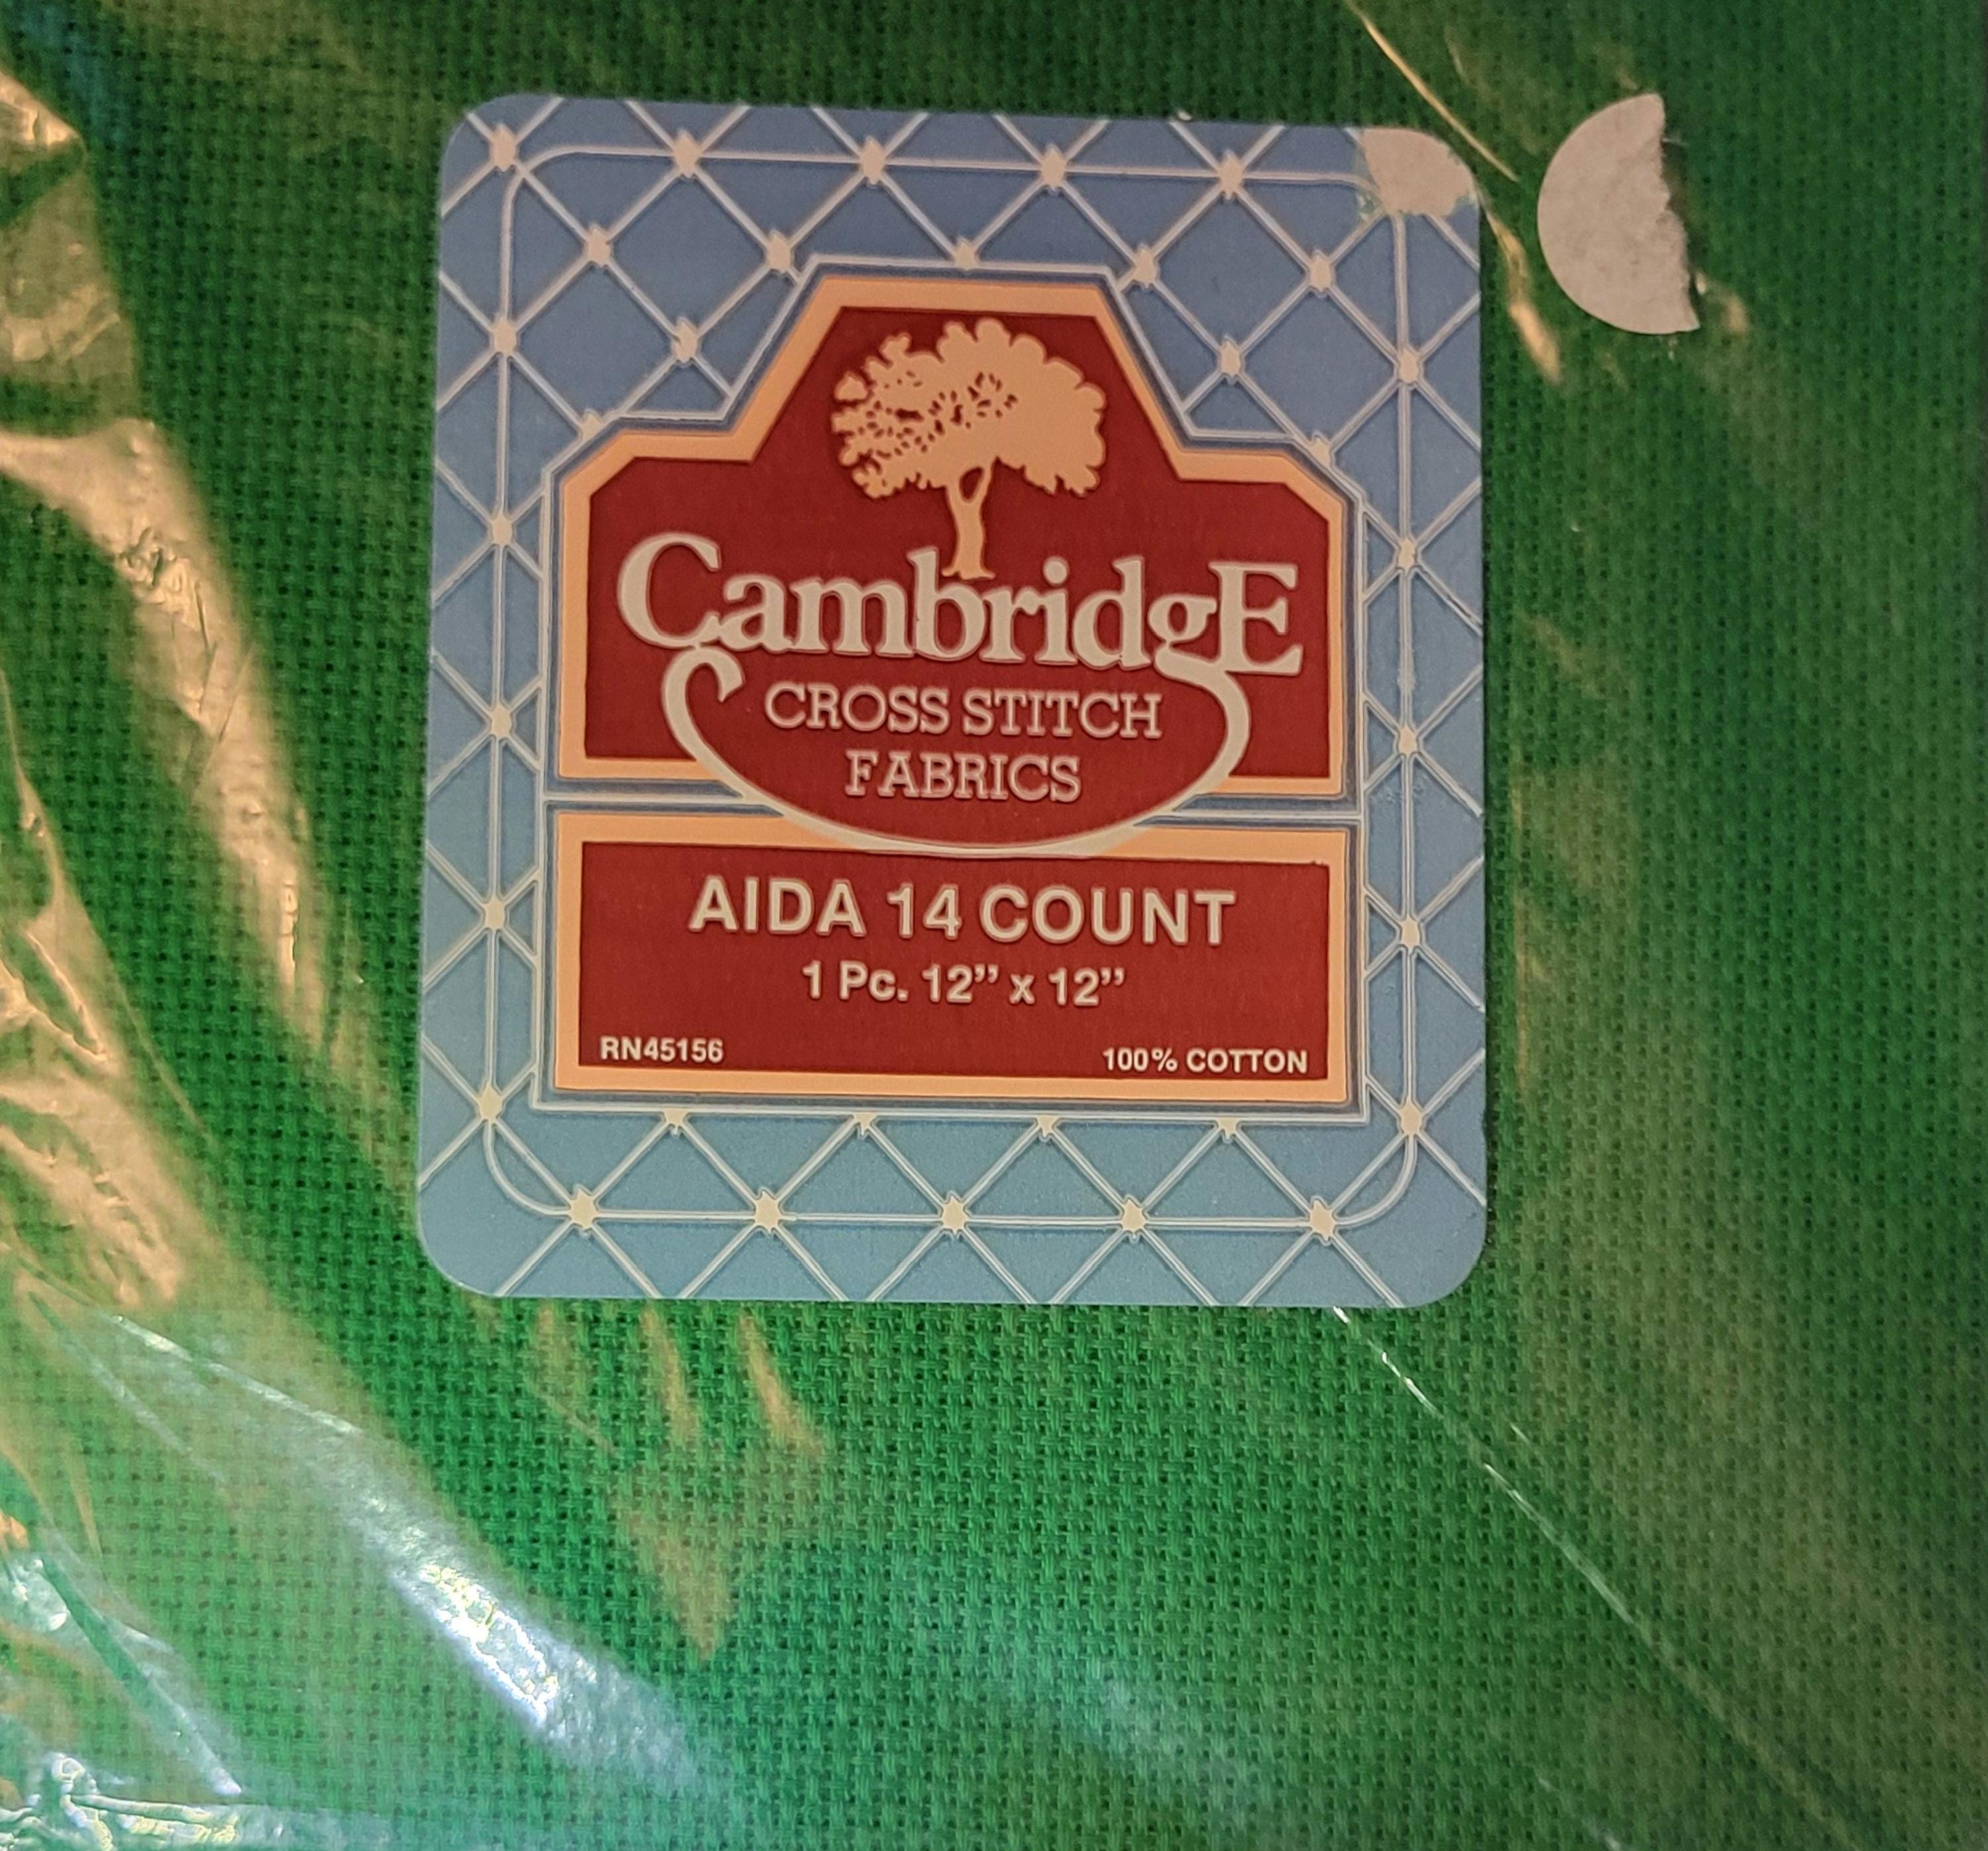 CambridgE
CROSS STITCH
FABRICS
AIDA 14 COUNT
1 Pc. 12” x 12”
RN45156
100% COTTON